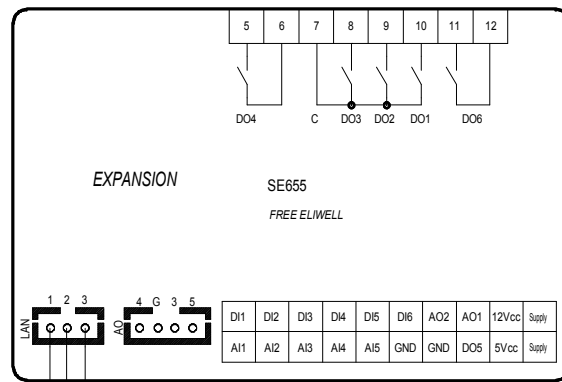 5 6 7 8 9 10 11 12
DO4 C DO3 DO2 DO1 DO6
EXPANSION
SE655
FREE ELIWELL
1 2 3
4 G 3 5
LAN
AO
DI1 DI2 DI3 DI4 DI5 DI6 AO2 AO1 12Vcc Supply
AI1 AI2 AI3 AI4 AI5 GND GND DO5 5Vcc Supply